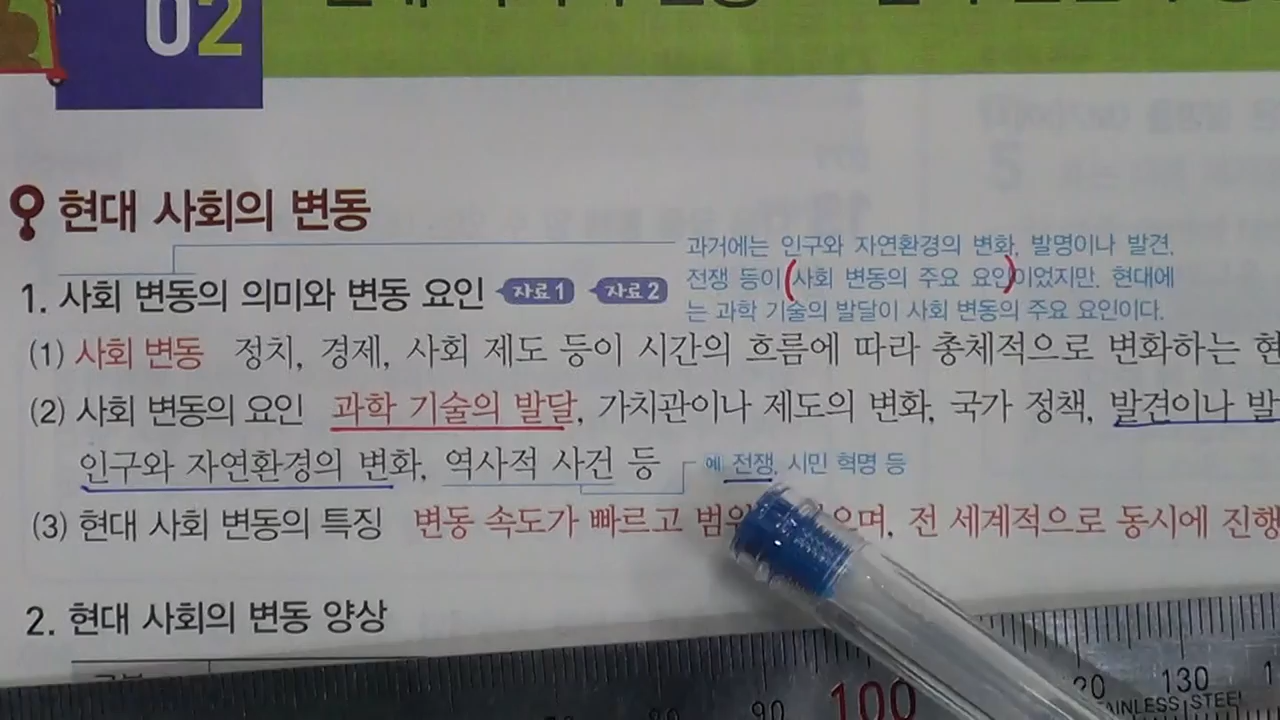 02
현대 사회의 변동
과거에는 인구와 자연환경의 변화, 발명이나 발견,
전쟁 등이 사회 변동의 주요 요인이었지만, 현대에
는 과학 기술의 발달이 사회 변동의 주요 요인이다.
1. 사회 변동의 의미와 변동 요인 자료1 자료2
(1) 사회 변동 정치, 경제, 사회 제도 등이 시간의 흐름에 따라 총체적으로 변화하는 현
(2) 사회 변동의 요인 과학 기술의 발달, 가치관이나 제도의 변화, 국가 정책, 발견이나 발
인구와 자연환경의 변화, 역사적 사건 등 예 전쟁, 시민 혁명 등
(3) 현대 사회 변동의 특징 변동 속도가 빠르고 며, 전 세계적으로 동시에 진행
2. 현대 사회의 변동 양상
90 100 130
STEEL